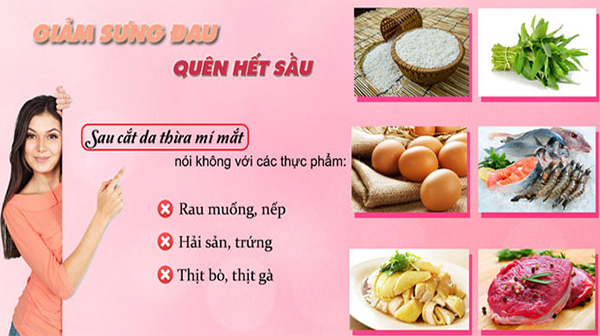 GIẢM SƯNG ĐAU
QUÊN HẾT SẦU
Sau cắt da thừa mí mắt
nói không với các thực phẩm:
Rau muống, nếp
Hải sản, trứng
Thịt bò, thịt gà